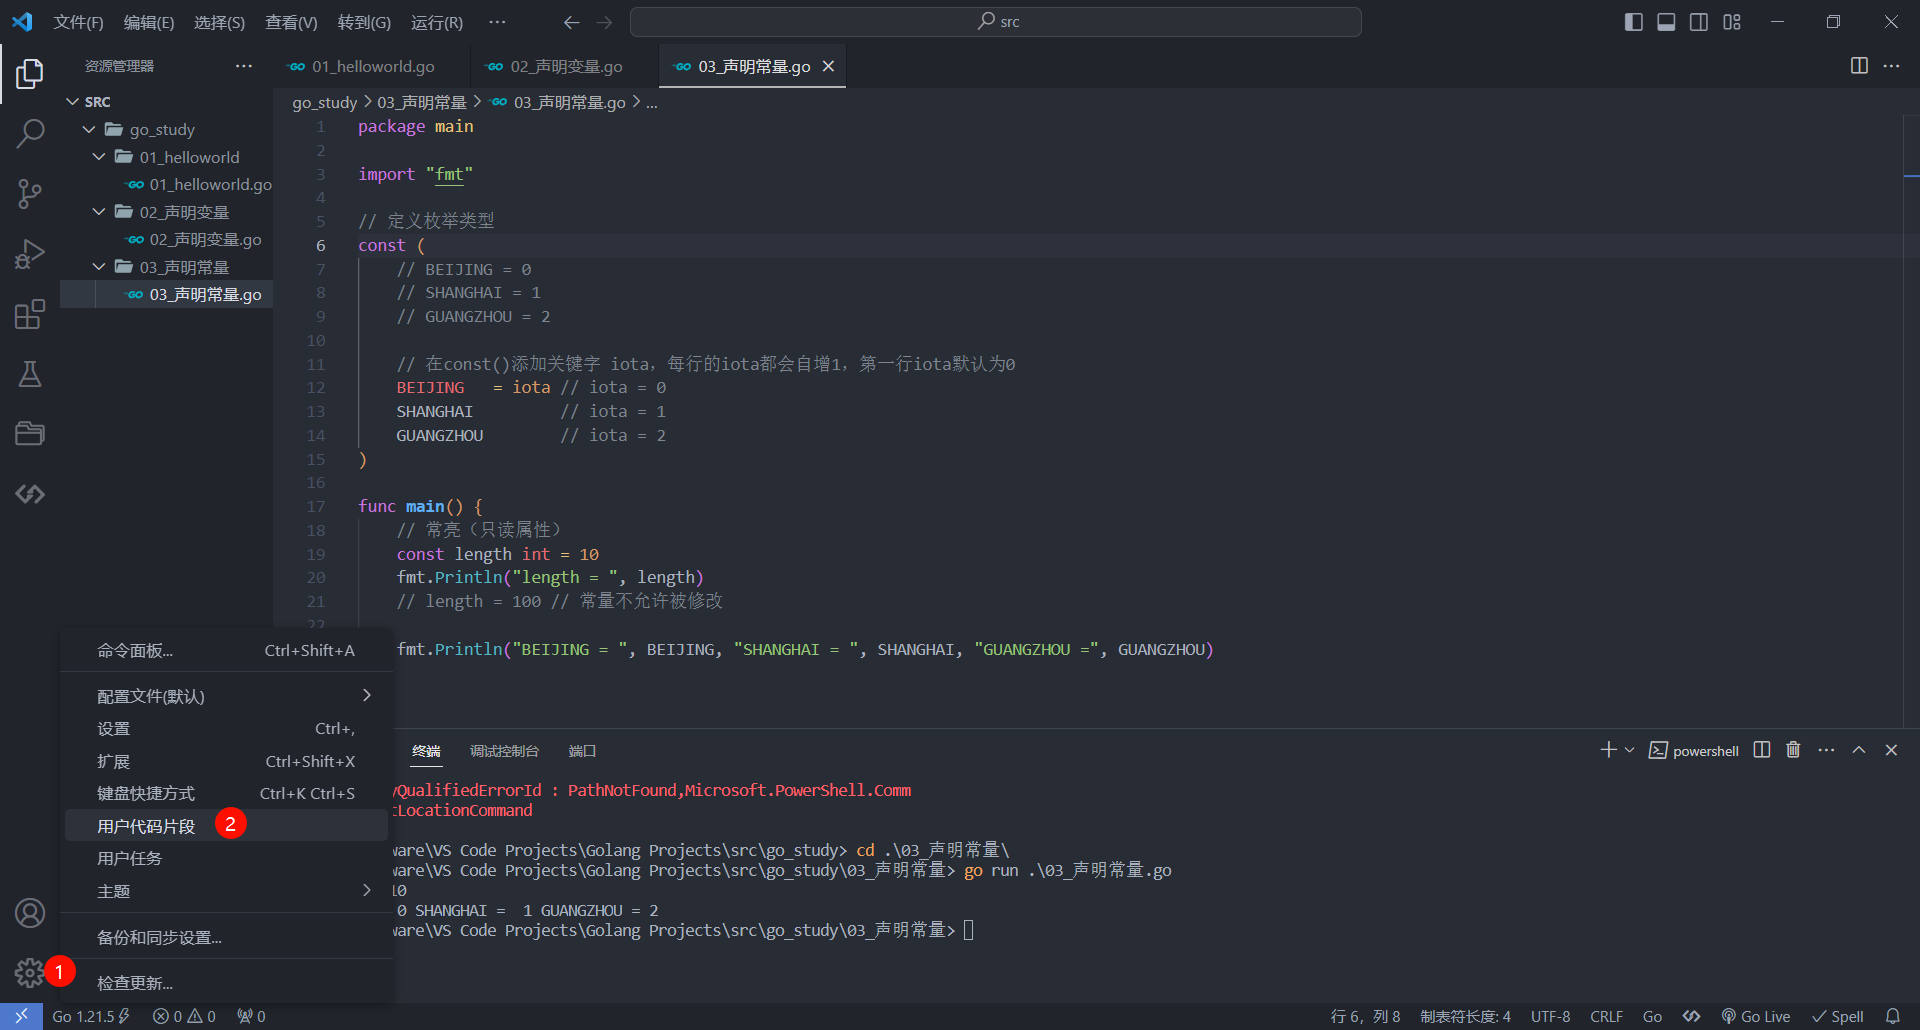 文件(F) 编辑(E) 选择(S) 查看(V) 转到(G) 运行(R) ··· src
资源管理器 ···
01_helloworld.go 02_声明变量.go 03_声明常量.go
SRC
go_study
01_helloworld
01_helloworld.go
02_声明变量
02_声明变量.go
03_声明常量
03_声明常量.go
go_study > 03_声明常量 > 03_声明常量.go > ...
1 package main
2
3 import "fmt"
4
5 // 定义枚举类型
6 const (
7 // BEIJING = 0
8 // SHANGHAI = 1
9 // GUANGZHOU = 2
10
11 // 在const()添加关键字 iota，每行的iota都会自增1，第一行iota默认为0
12 BEIJING = iota // iota = 0
13 SHANGHAI // iota = 1
14 GUANGZHOU // iota = 2
15 )
16
17 func main() {
18 // 常亮（只读属性）
19 const length int = 10
20 fmt.Println("length = ", length)
21 // length = 100 // 常量不允许被修改
22
fmt.Println("BEIJING = ", BEIJING, "SHANGHAI = ", SHANGHAI, "GUANGZHOU =", GUANGZHOU)
命令面板... Ctrl+Shift+A
配置文件(默认)
设置 Ctrl+,
扩展 Ctrl+Shift+X
键盘快捷方式 Ctrl+K Ctrl+S
用户代码片段 2
用户任务
主题
备份和同步设置...
1
检查更新...
终端 调试控制台 端口 powershell
yQualifiedErrorId : PathNotFound,Microsoft.PowerShell.Comm
tLocationCommand
ware\VS Code Projects\Golang Projects\src\go_study> cd .\03_声明常量\
ware\VS Code Projects\Golang Projects\src\go_study\03_声明常量> go run .\03_声明常量.go
10
0 SHANGHAI =  1 GUANGZHOU = 2
ware\VS Code Projects\Golang Projects\src\go_study\03_声明常量>
Go 1.21.5 0 0 0 行 6，列 8 制表符长度: 4 UTF-8 CRLF Go Go Live Spell